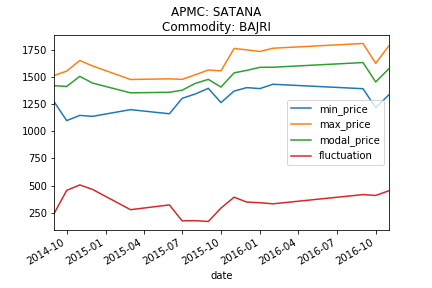 APMC: SATANA
Commodity: BAJRI
1750
1500
1250
1000
750
500
250
min_price
max_price
modal_price
fluctuation
2014-10
2015-01
2015-04
2015-07
2015-10
2016-01
2016-04
2016-07
2016-10
date